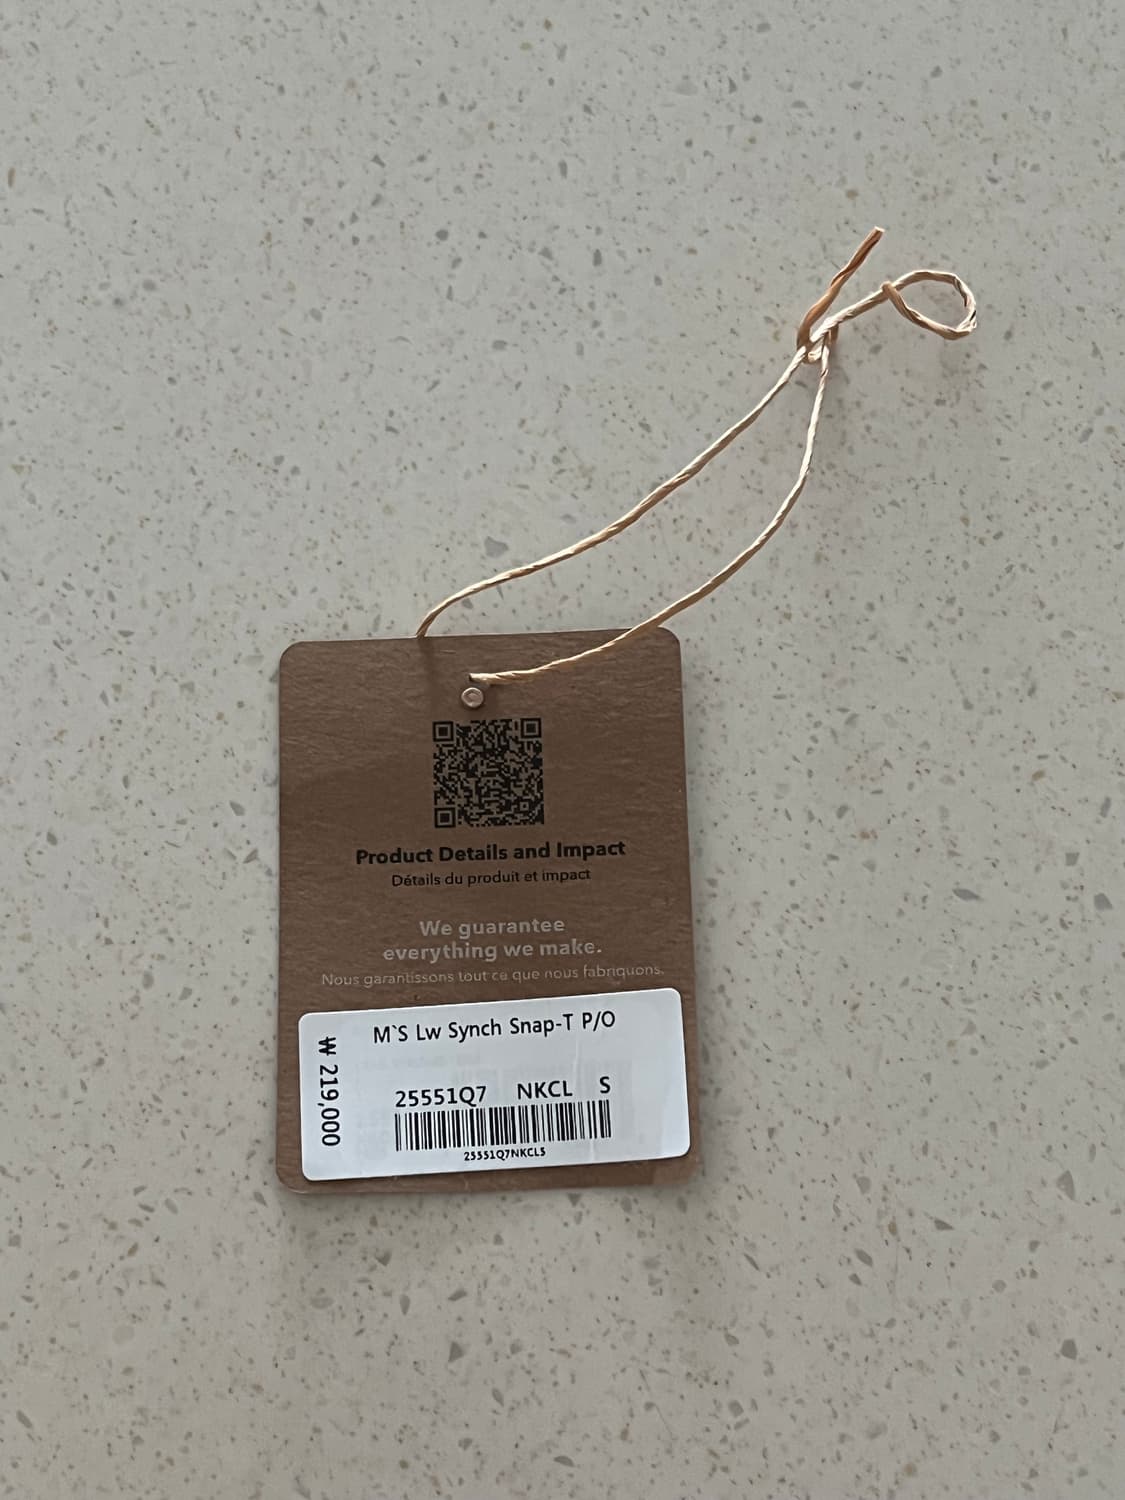 Product Details and Impact
Détails du produit et impact
We guarantee
everything we make.
Nous garantissons tout ce que nous fabriquons.
M`S Lw Synch Snap-T P/O
₩ 219,000
25551Q7 NKCL S
25551Q7NKCLS